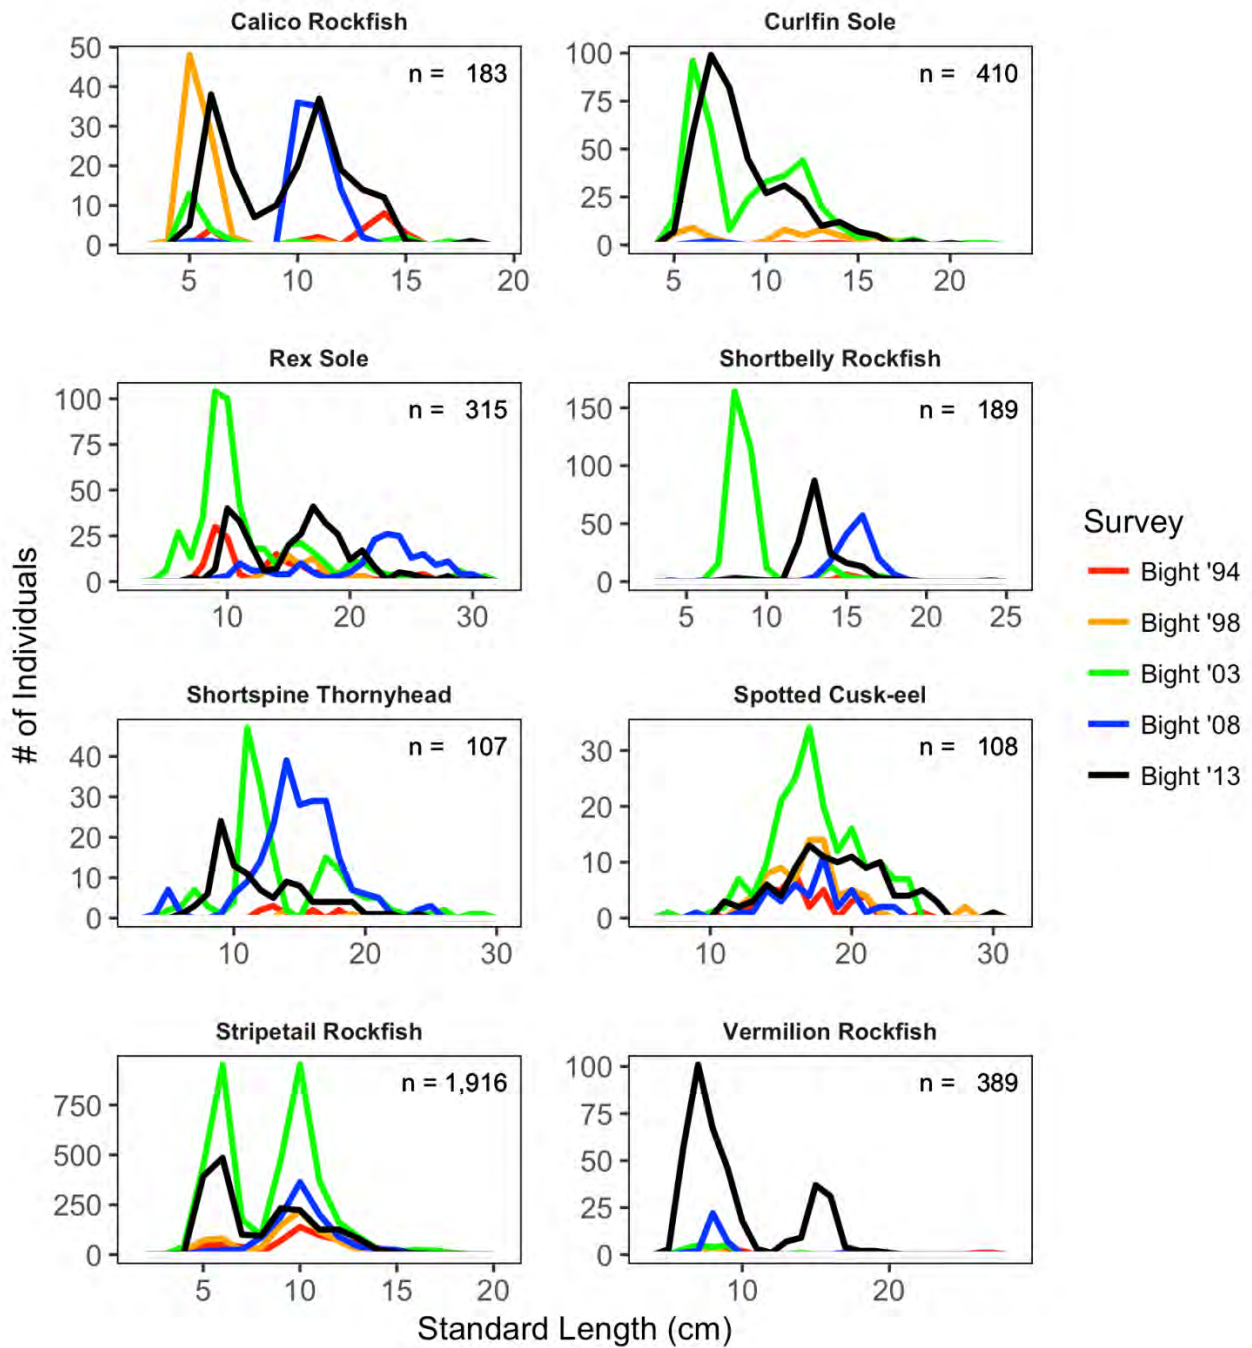 Calico Rockfish
n = 183
50
40
30
20
10
0
5 10 15 20
Curlfin Sole
n = 410
100
75
50
25
0
5 10 15 20
Rex Sole
n = 315
100
75
50
25
0
10 20 30
Shortbelly Rockfish
n = 189
150
100
50
0
5 10 15 20 25
Shortspine Thornyhead
n = 107
40
30
20
10
0
10 20 30
Spotted Cusk-eel
n = 108
30
20
10
0
10 20 30
Stripetail Rockfish
n = 1,916
750
500
250
0
5 10 15 20
Vermilion Rockfish
n = 389
100
75
50
25
0
10 20
# of Individuals
Standard Length (cm)
Survey
Bight '94
Bight '98
Bight '03
Bight '08
Bight '13